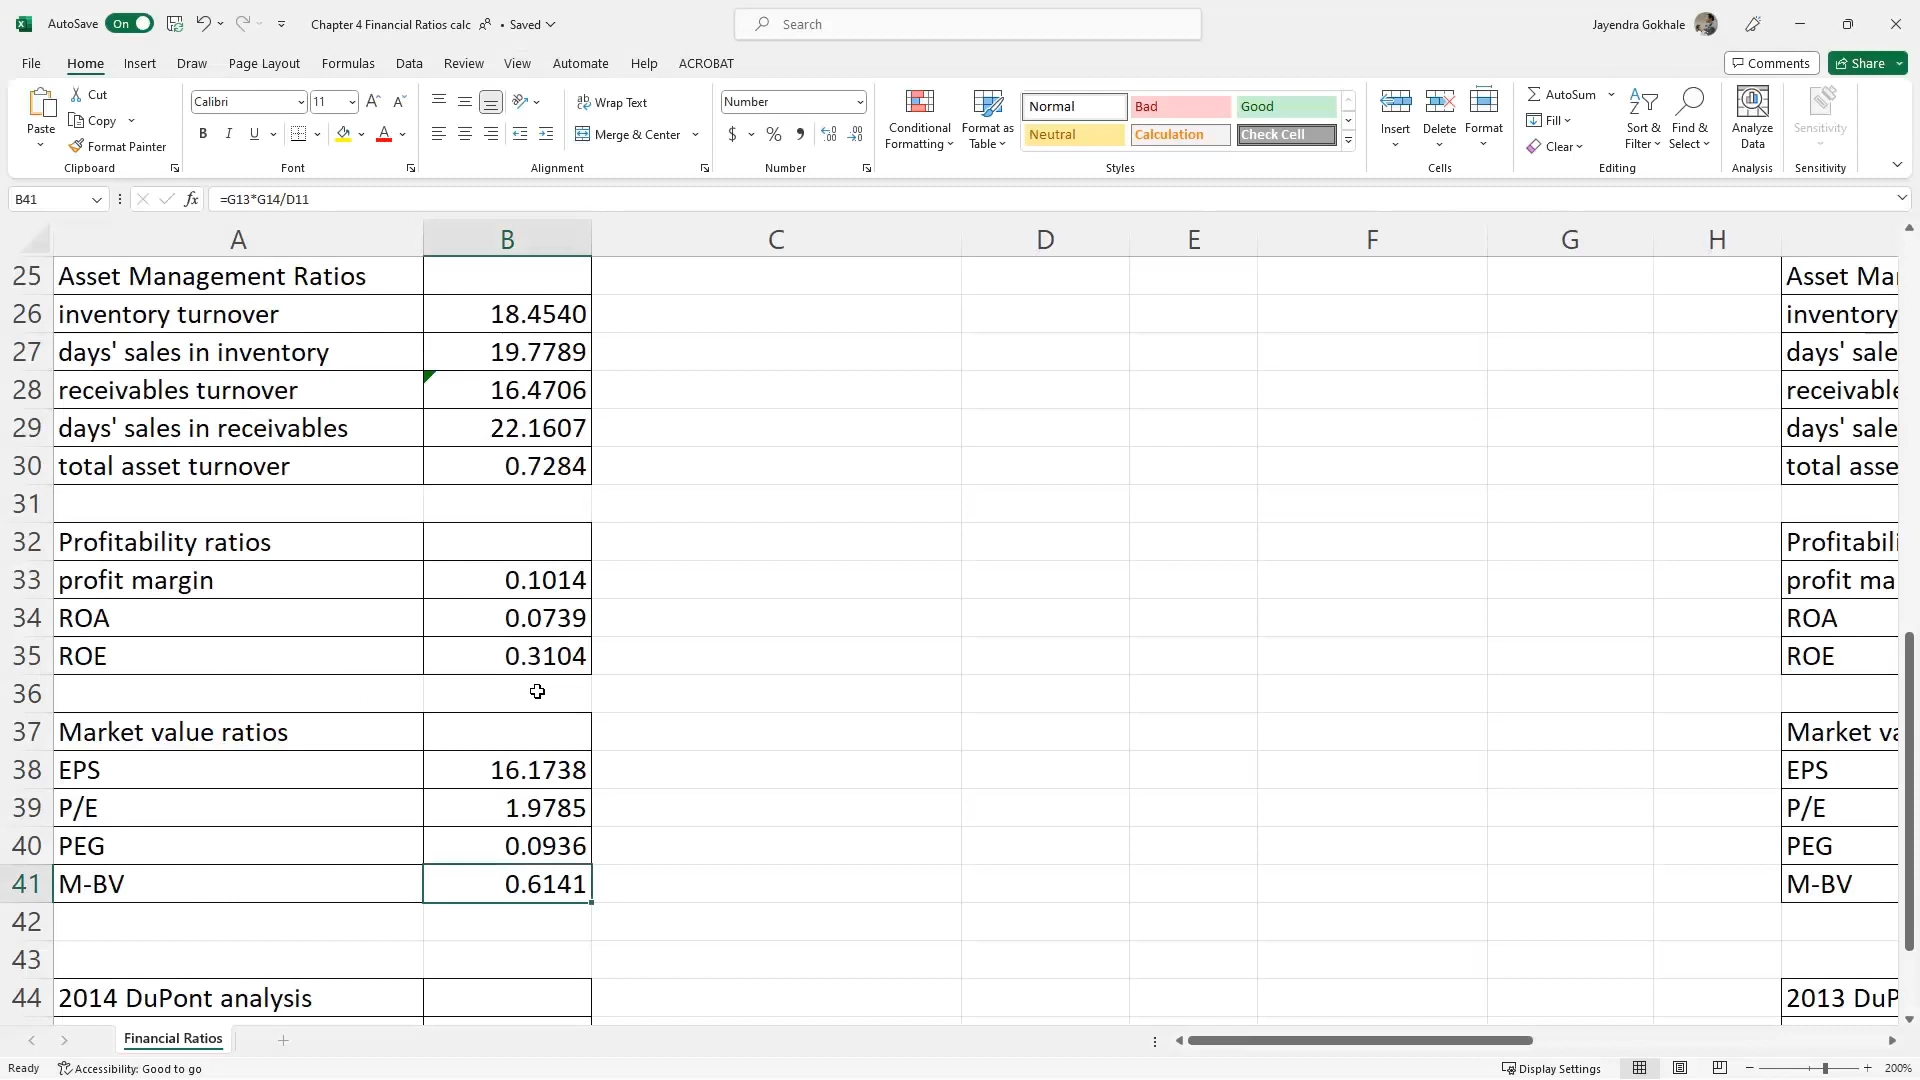 AutoSave On Chapter 4 Financial Ratios calc • Saved Search Jayendra Gokhale
File Home Insert Draw Page Layout Formulas Data Review View Automate Help ACROBAT Comments Share
Paste Cut Copy Format Painter Clipboard
Calibri 11 B I U A Font
Wrap Text Merge & Center Alignment
Number $ % , Number
Conditional Formatting Format as Table Normal Bad Good Neutral Calculation Check Cell Styles
Insert Delete Format Cells
AutoSum Fill Clear Sort & Filter Find & Select Editing
Analyze Data Analysis
Sensitivity Sensitivity
B41 fx =G13*G14/D11
A B C D E F G H
25 Asset Management Ratios Asset Ma
26 inventory turnover 18.4540 inventory
27 days' sales in inventory 19.7789 days' sale
28 receivables turnover 16.4706 receivable
29 days' sales in receivables 22.1607 days' sale
30 total asset turnover 0.7284 total asse
31
32 Profitability ratios Profitabili
33 profit margin 0.1014 profit ma
34 ROA 0.0739 ROA
35 ROE 0.3104 ROE
36
37 Market value ratios Market va
38 EPS 16.1738 EPS
39 P/E 1.9785 P/E
40 PEG 0.0936 PEG
41 M-BV 0.6141 M-BV
42
43
44 2014 DuPont analysis 2013 DuP
Financial Ratios
Ready Accessibility: Good to go Display Settings 200%